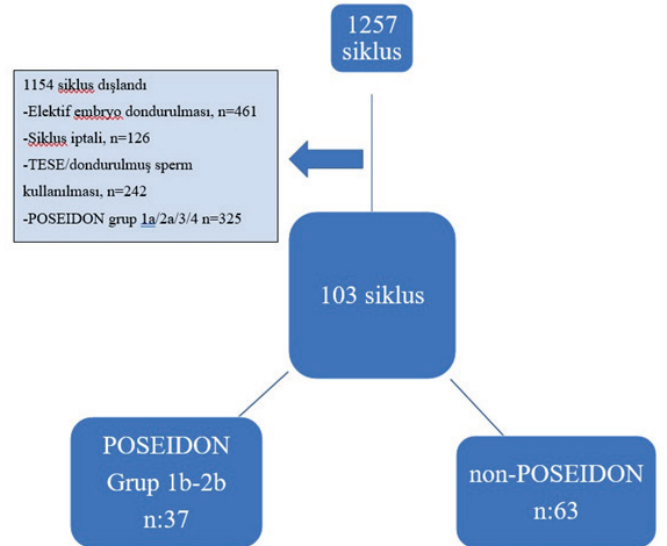 1257
siklus
1154 siklus dışlandı
-Elektif embryo dondurulması, n=461
-Siklus iptali, n=126
-TESE/dondurulmuş sperm
kullanılması, n=242
-POSEIDON grup 1a/2a/3/4 n=325
103 siklus
POSEIDON
Grup 1b-2b
n:37
non-POSEIDON
n:63